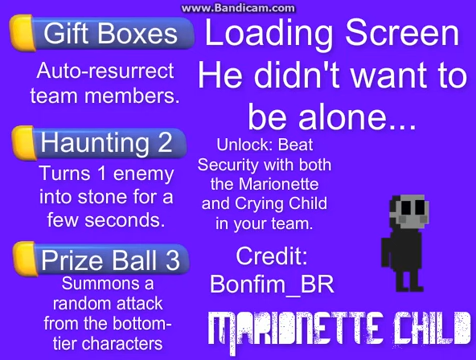 www.Bandicam.com
Gift Boxes
Auto-resurrect
team members.
Haunting 2
Turns 1 enemy
into stone for a
few seconds.
Prize Ball 3
Summons a
random attack
from the bottom-
tier characters
Loading Screen
He didn't want to
be alone...
Unlock: Beat
Security with both
the Marionette
and Crying Child
in your team.
Credit:
Bonfim_BR
MARIONETTE CHILD